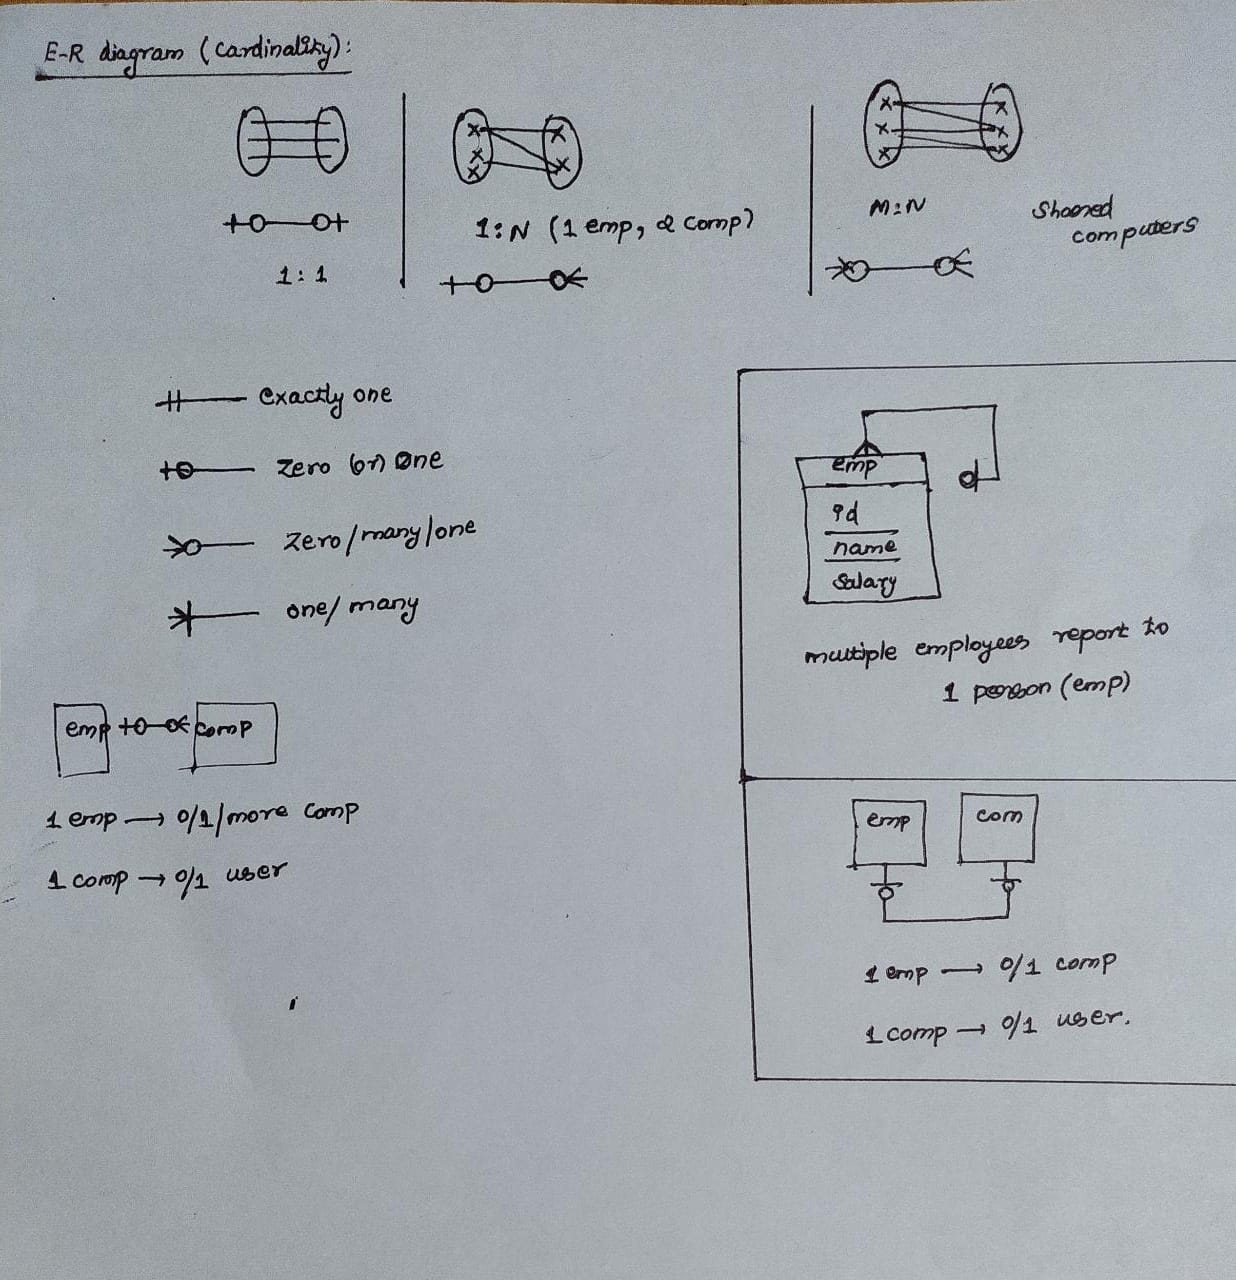 E-R diagram (Cardinality):
1:1
1:N (1 emp, 2 comp)
M:N
Shared
computers
exactly one
zero (or) one
zero/many/one
one/many
emp
id
name
salary
multiple employees report to
1 person (emp)
emp comp
1 emp → 0/1/more comp
1 comp → 0/1 user
emp com
1 emp → 0/1 comp
1 comp → 0/1 user.